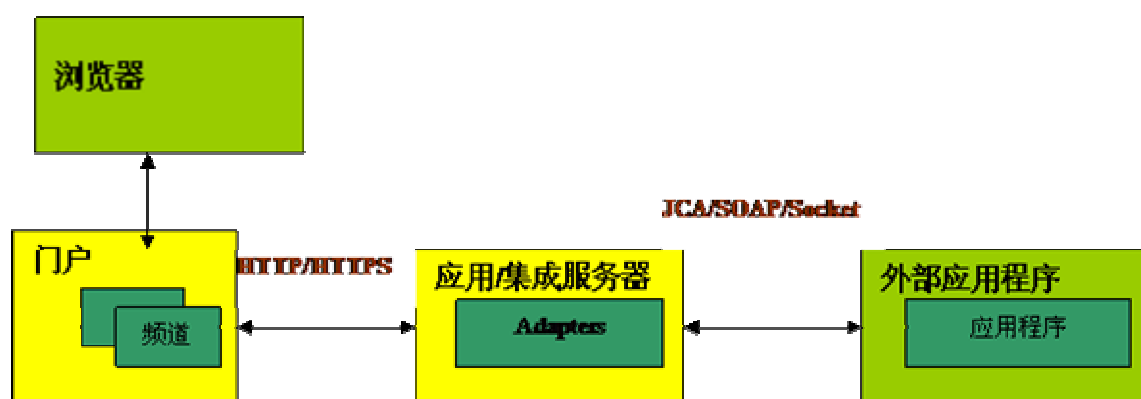 浏览器
JCA/SOAP/Socket
门户
HTTP/HTTPS
应用/集成服务器
外部应用程序
频道
Adapters
应用程序